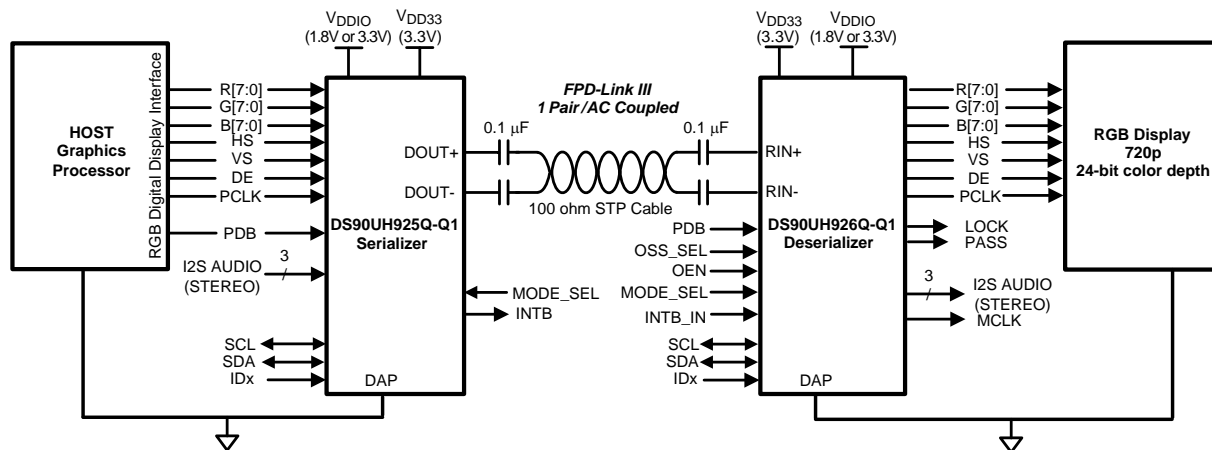 VDDIO
(1.8V or 3.3V)
VDD33
(3.3V)
VDD33
(3.3V)
VDDIO
(1.8V or 3.3V)
HOST
Graphics
Processor
RGB Digital Display Interface
R[7:0]
G[7:0]
B[7:0]
HS
VS
DE
PCLK
PDB
3
I2S AUDIO
(STEREO)
SCL
SDA
IDx
DOUT+
DOUT-
DS90UH925Q-Q1
Serializer
DAP
MODE_SEL
INTB
FPD-Link III
1 Pair /AC Coupled
0.1 μF
0.1 μF
100 ohm STP Cable
PDB
OSS_SEL
OEN
MODE_SEL
INTB_IN
SCL
SDA
IDx
RIN+
RIN-
DS90UH926Q-Q1
Deserializer
DAP
R[7:0]
G[7:0]
B[7:0]
HS
VS
DE
PCLK
LOCK
PASS
3
I2S AUDIO
(STEREO)
MCLK
RGB Display
720p
24-bit color depth